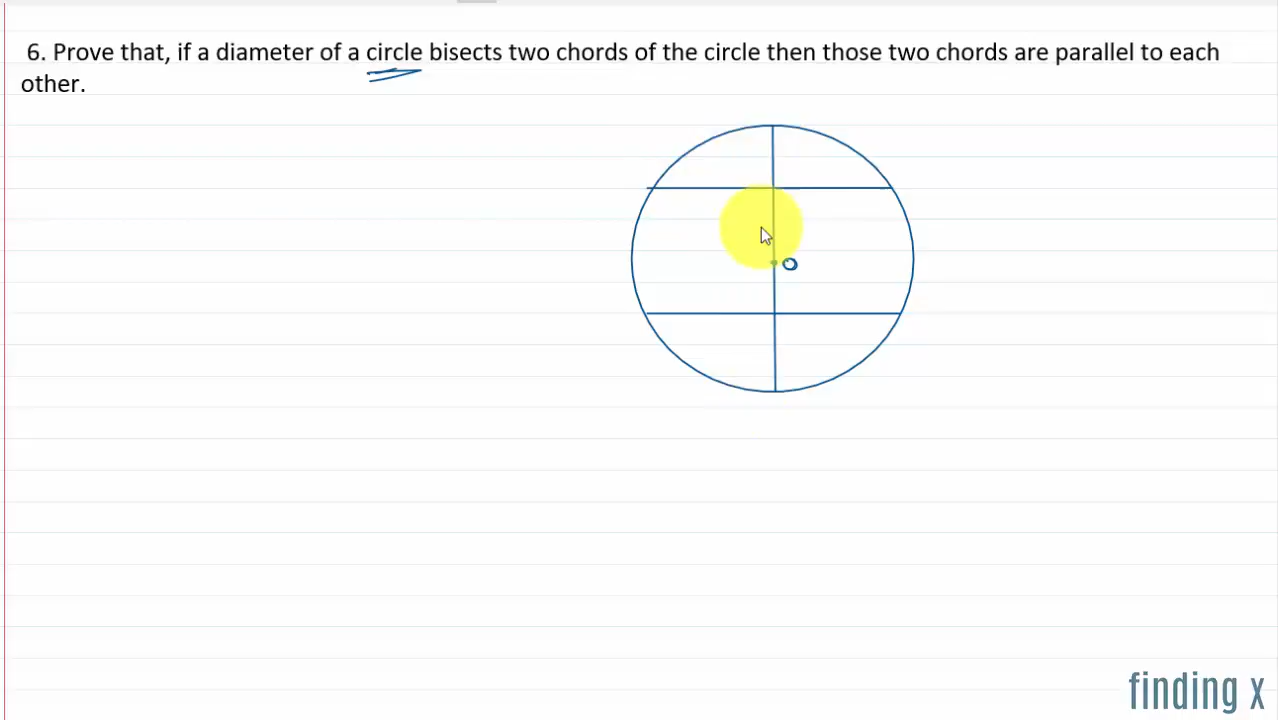 6. Prove that, if a diameter of a circle bisects two chords of the circle then those two chords are parallel to each
other.
O
finding x